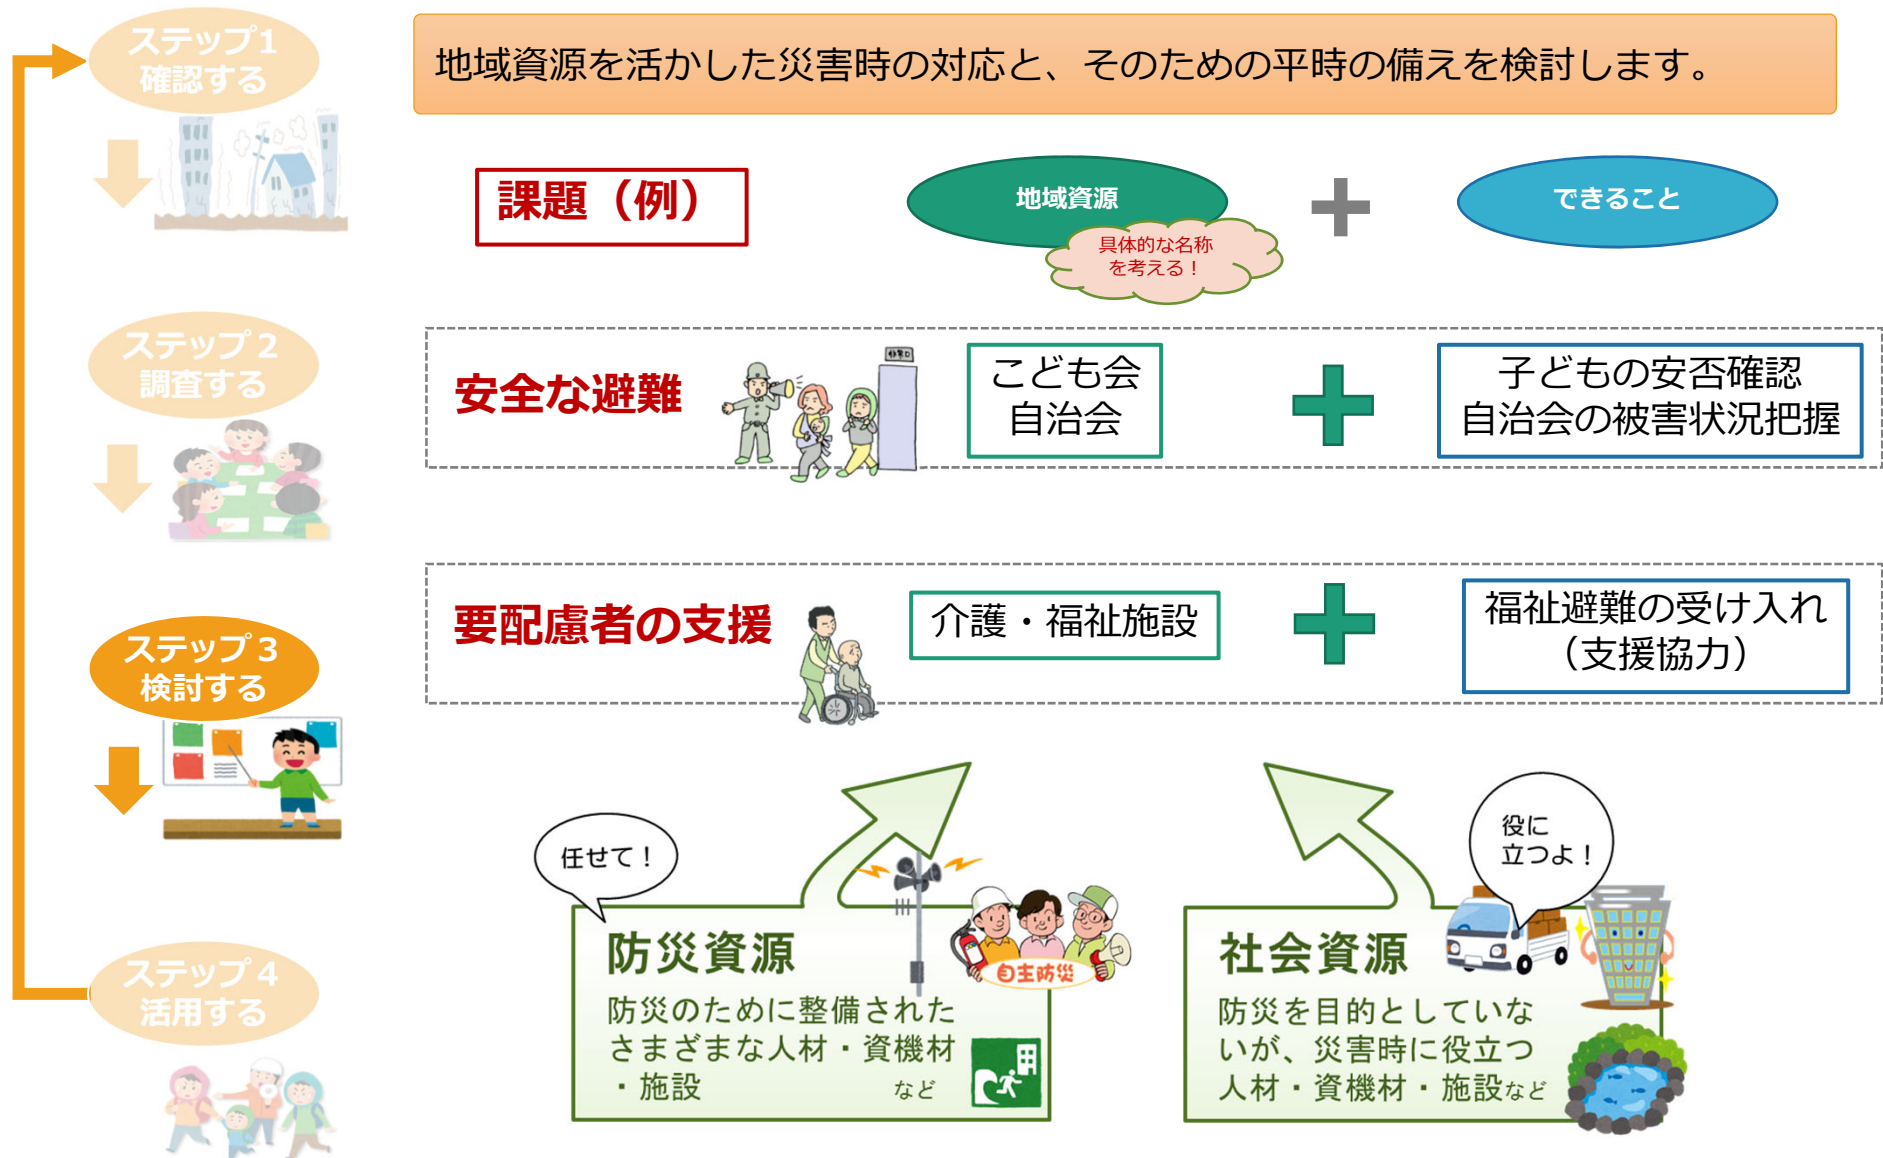 ステップ1
確認する
地域資源を活かした災害時の対応と、そのための平時の備えを検討します。
課題（例）
地域資源
できること
具体的な名称
を考える！
ステップ２
調査する
安全な避難
こども会
自治会
子どもの安否確認
自治会の被害状況把握
ステップ３
検討する
要配慮者の支援
介護・福祉施設
福祉避難の受け入れ
（支援協力）
任せて！
役に
立つよ！
防災資源
自主防災
防災のために整備された
さまざまな人材・資機材
・施設　など
社会資源
防災を目的としていな
いが、災害時に役立つ
人材・資機材・施設など
ステップ４
活用する